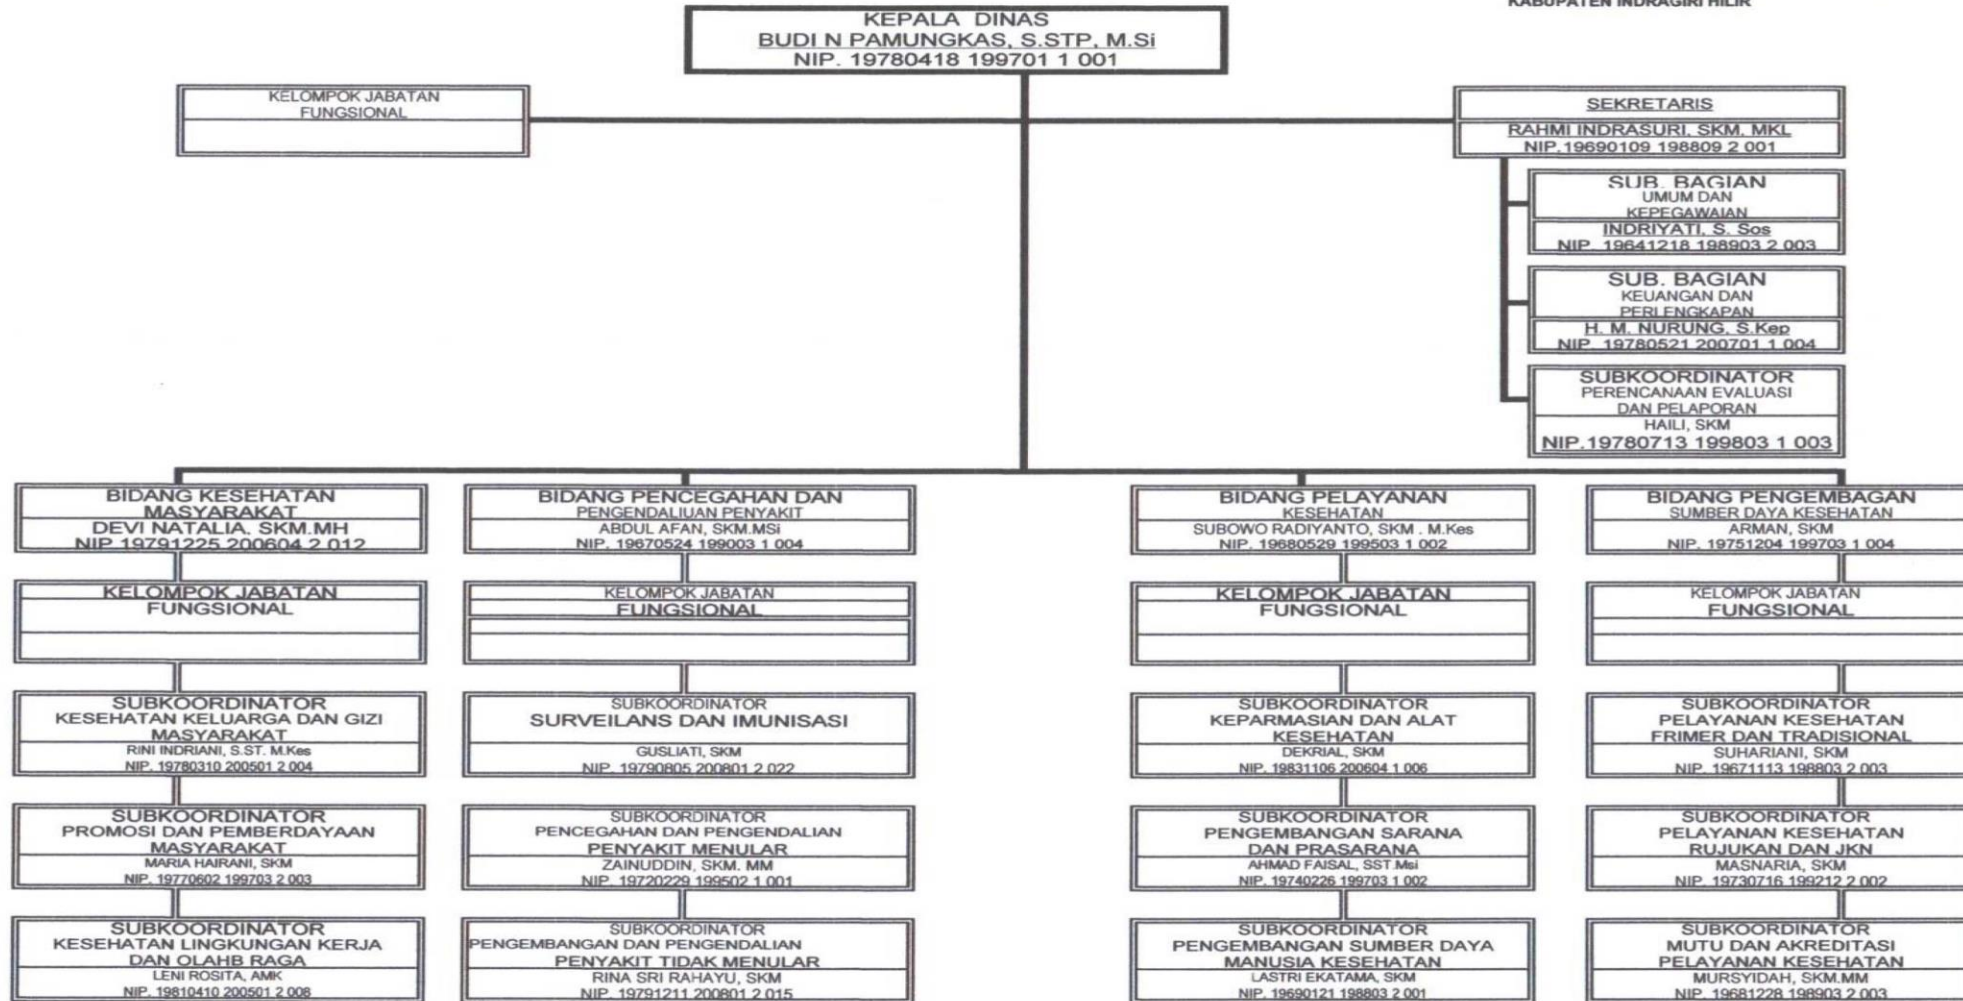 KABUPATEN INDRAGIRI HILIR
KEPALA DINAS
BUDI N PAMUNGKAS, S.STP, M.Si
NIP. 19780418 199701 1 001
KELOMPOK JABATAN
FUNGSIONAL
SEKRETARIS
RAHMI INDRASURI, SKM, MKL
NIP.19690109 198809 2 001
SUB. BAGIAN
UMUM DAN
KEPEGAWAIAN
INDRIYATI, S. Sos
NIP. 19641218 198903 2 003
SUB. BAGIAN
KEUANGAN DAN
PERLENGKAPAN
H. M. NURUNG, S.Kep
NIP. 19780521 200701 1 004
SUBKOORDINATOR
PERENCANAAN EVALUASI
DAN PELAPORAN
HAILI, SKM
NIP.19780713 199803 1 003
BIDANG KESEHATAN
MASYARAKAT
DEVI NATALIA, SKM.MH
NIP 19791225 200604 2 012
KELOMPOK JABATAN
FUNGSIONAL
SUBKOORDINATOR
KESEHATAN KELUARGA DAN GIZI
MASYARAKAT
RINI INDRIANI, S.ST. M.Kes
NIP. 19780310 200501 2 004
SUBKOORDINATOR
PROMOSI DAN PEMBERDAYAAN
MASYARAKAT
MARIA HAIRANI, SKM
NIP. 19770602 199703 2 003
SUBKOORDINATOR
KESEHATAN LINGKUNGAN KERJA
DAN OLAHB RAGA
LENI ROSITA, AMK
NIP. 19810410 200501 2 008
BIDANG PENCEGAHAN DAN
PENGENDALIUAN PENYAKIT
ABDUL AFAN, SKM.MSi
NIP. 19670524 199003 1 004
KELOMPOK JABATAN
FUNGSIONAL
SUBKOORDINATOR
SURVEILANS DAN IMUNISASI
GUSLIATI, SKM
NIP. 19790805 200801 2 022
SUBKOORDINATOR
PENCEGAHAN DAN PENGENDALIAN
PENYAKIT MENULAR
ZAINUDDIN, SKM. MM
NIP. 19720229 199502 1 001
SUBKOORDINATOR
PENGEMBANGAN DAN PENGENDALIAN
PENYAKIT TIDAK MENULAR
RINA SRI RAHAYU, SKM
NIP. 19791211 200801 2 015
BIDANG PELAYANAN
KESEHATAN
SUBOWO RADIYANTO, SKM . M.Kes
NIP. 19680529 199503 1 002
KELOMPOK JABATAN
FUNGSIONAL
SUBKOORDINATOR
KEPARMASIAN DAN ALAT
KESEHATAN
DEKRIAL, SKM
NIP. 19831106 200604 1 006
SUBKOORDINATOR
PENGEMBANGAN SARANA
DAN PRASARANA
AHMAD FAISAL, SST.Msi
NIP. 19740226 199703 1 002
SUBKOORDINATOR
PENGEMBANGAN SUMBER DAYA
MANUSIA KESEHATAN
LASTRI EKATAMA, SKM
NIP. 19690121 198803 2 001
BIDANG PENGEMBAGAN
SUMBER DAYA KESEHATAN
ARMAN, SKM
NIP. 19751204 199703 1 004
KELOMPOK JABATAN
FUNGSIONAL
SUBKOORDINATOR
PELAYANAN KESEHATAN
FRIMER DAN TRADISIONAL
SUHARIANI, SKM
NIP. 19671113 198803 2 003
SUBKOORDINATOR
PELAYANAN KESEHATAN
RUJUKAN DAN JKN
MASNARIA, SKM
NIP. 19730716 199212 2 002
SUBKOORDINATOR
MUTU DAN AKREDITASI
PELAYANAN KESEHATAN
MURSYIDAH, SKM.MM
NIP. 19681228 198903 2 003